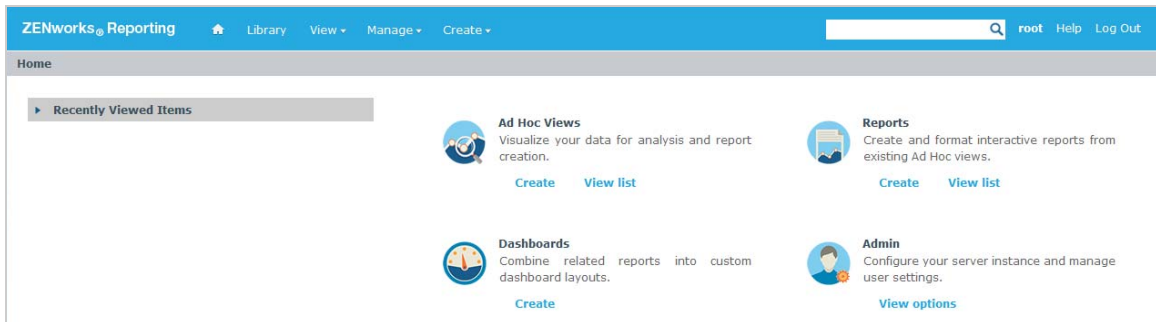 ZENworks® Reporting Library View Manage Create root Help Log Out
Home
Recently Viewed Items
Ad Hoc Views
Visualize your data for analysis and report
creation.
Create View list
Reports
Create and format interactive reports from
existing Ad Hoc views.
Create View list
Dashboards
Combine related reports into custom
dashboard layouts.
Create
Admin
Configure your server instance and manage
user settings.
View options